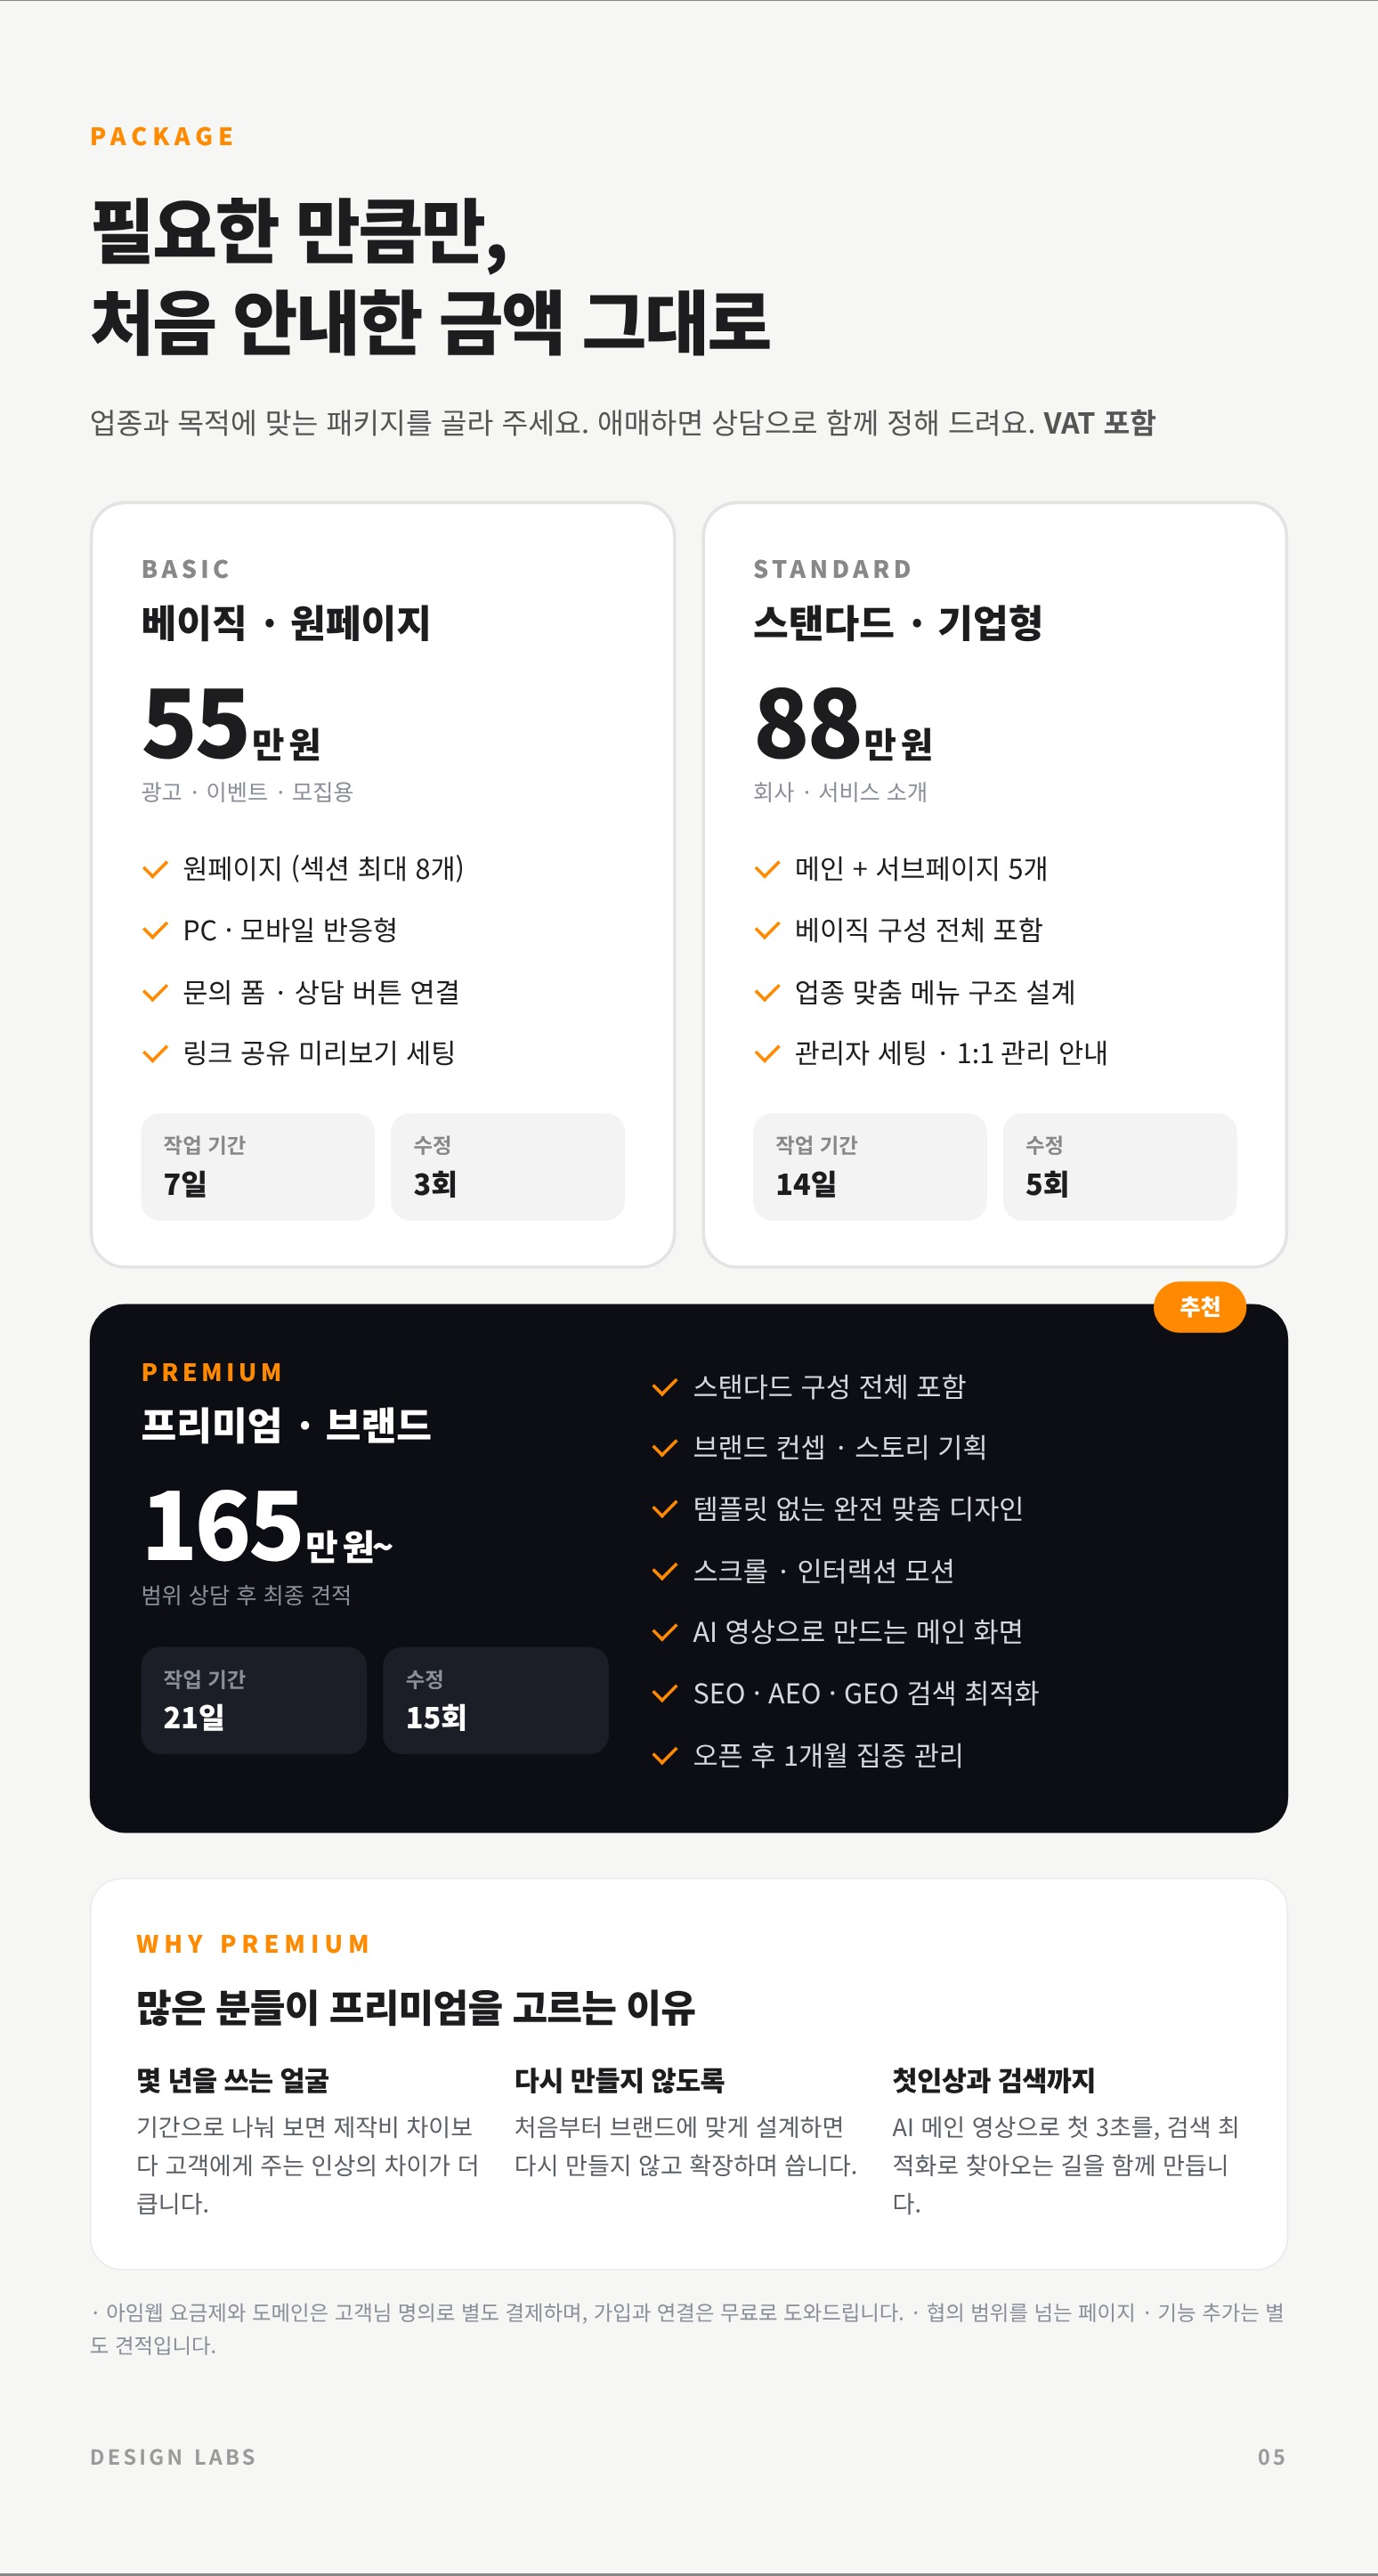 PACKAGE
필요한 만큼만,
처음 안내한 금액 그대로
업종과 목적에 맞는 패키지를 골라 주세요. 애매하면 상담으로 함께 정해 드려요. VAT 포함
BASIC
베이직 · 원페이지
55만원
광고 · 이벤트 · 모집용
원페이지 (섹션 최대 8개)
PC · 모바일 반응형
문의 폼 · 상담 버튼 연결
링크 공유 미리보기 세팅
작업 기간
7일
수정
3회
STANDARD
스탠다드 · 기업형
88만원
회사 · 서비스 소개
메인 + 서브페이지 5개
베이직 구성 전체 포함
업종 맞춤 메뉴 구조 설계
관리자 세팅 · 1:1 관리 안내
작업 기간
14일
수정
5회
추천
PREMIUM
프리미엄 · 브랜드
165만원~
범위 상담 후 최종 견적
작업 기간
21일
수정
15회
스탠다드 구성 전체 포함
브랜드 컨셉 · 스토리 기획
템플릿 없는 완전 맞춤 디자인
스크롤 · 인터랙션 모션
AI 영상으로 만드는 메인 화면
SEO · AEO · GEO 검색 최적화
오픈 후 1개월 집중 관리
WHY PREMIUM
많은 분들이 프리미엄을 고르는 이유
몇 년을 쓰는 얼굴
기간으로 나눠 보면 제작비 차이보
다 고객에게 주는 인상의 차이가 더
큽니다.
다시 만들지 않도록
처음부터 브랜드에 맞게 설계하면
다시 만들지 않고 확장하며 씁니다.
첫인상과 검색까지
AI 메인 영상으로 첫 3초를, 검색 최
적화로 찾아오는 길을 함께 만듭니
다.
· 아임웹 요금제와 도메인은 고객님 명의로 별도 결제하며, 가입과 연결은 무료로 도와드립니다. · 협의 범위를 넘는 페이지 · 기능 추가는 별
도 견적입니다.
DESIGN LABS
05